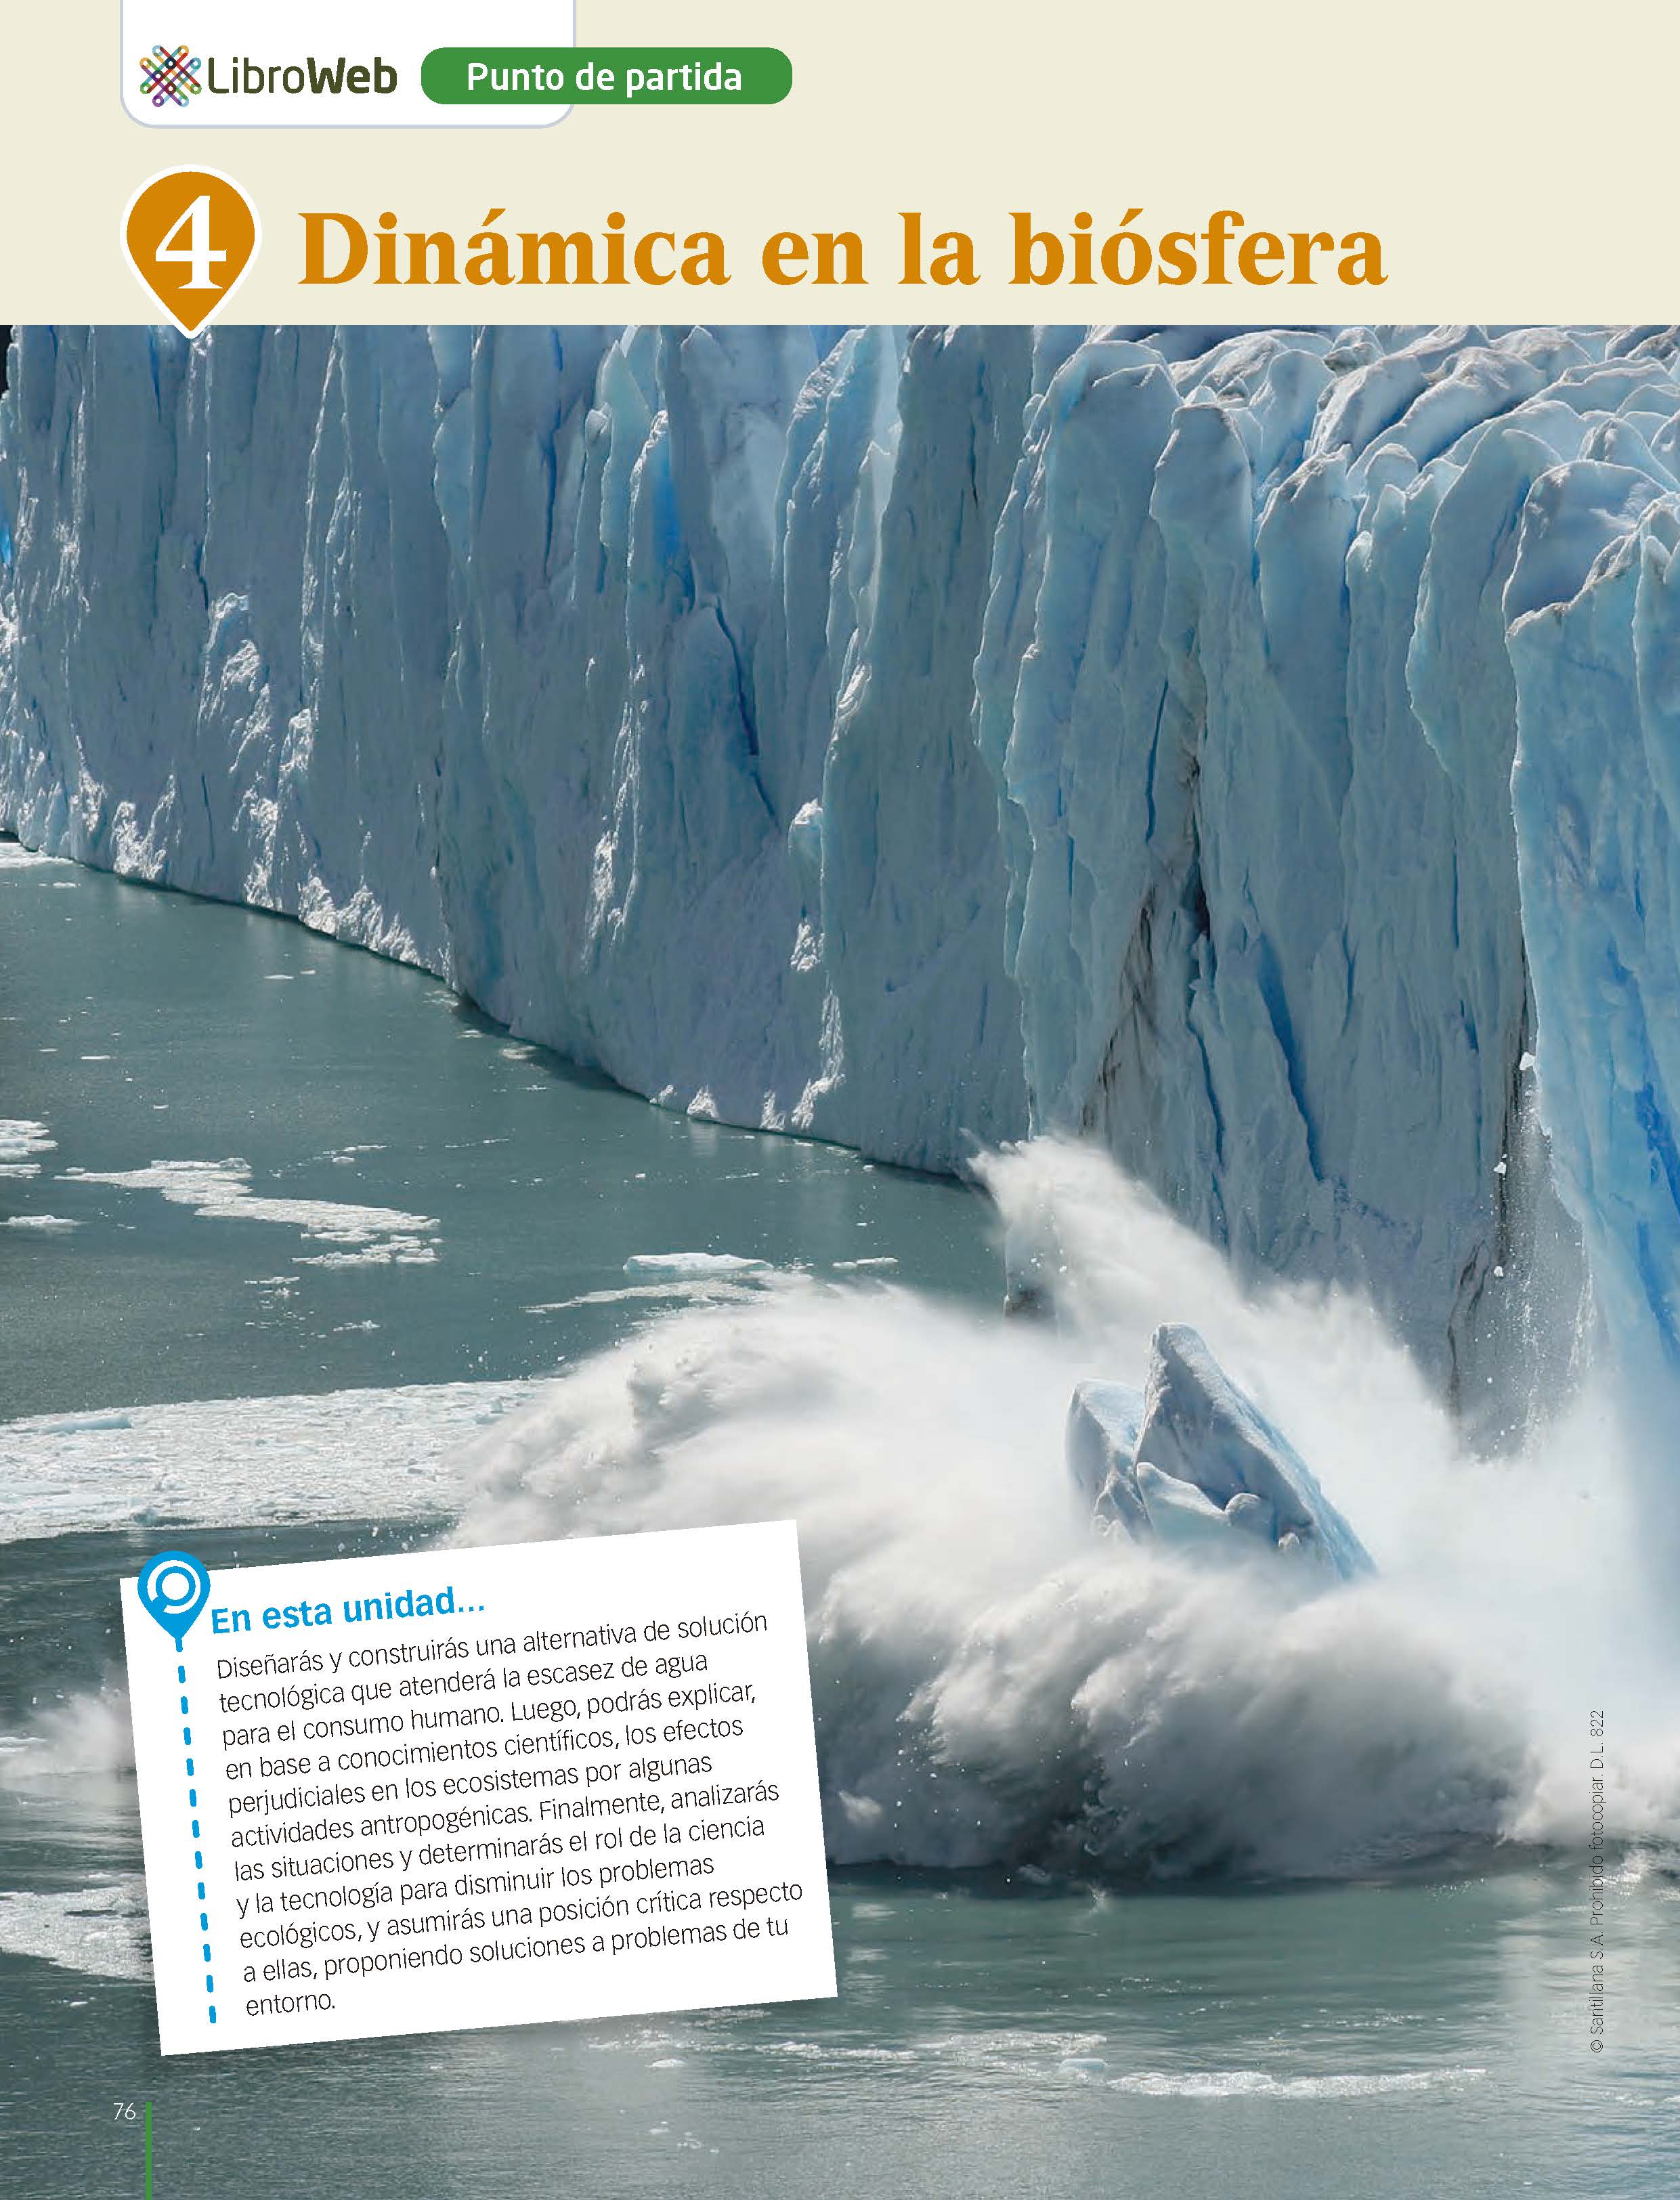 LibroWeb
Punto de partida
4
Dinámica en la biósfera
En esta unidad...
Diseñarás y construirás una alternativa de solución
tecnológica que atenderá la escasez de agua
para el consumo humano. Luego, podrás explicar,
en base a conocimientos científicos, los efectos
perjudiciales en los ecosistemas por algunas
actividades antropogénicas. Finalmente, analizarás
las situaciones y determinarás el rol de la ciencia
y la tecnología para disminuir los problemas
ecológicos, y asumirás una posición crítica respecto
a ellas, proponiendo soluciones a problemas de tu
entorno.
© Santillana S.A. Prohibido fotocopiar. D.L. 822
76